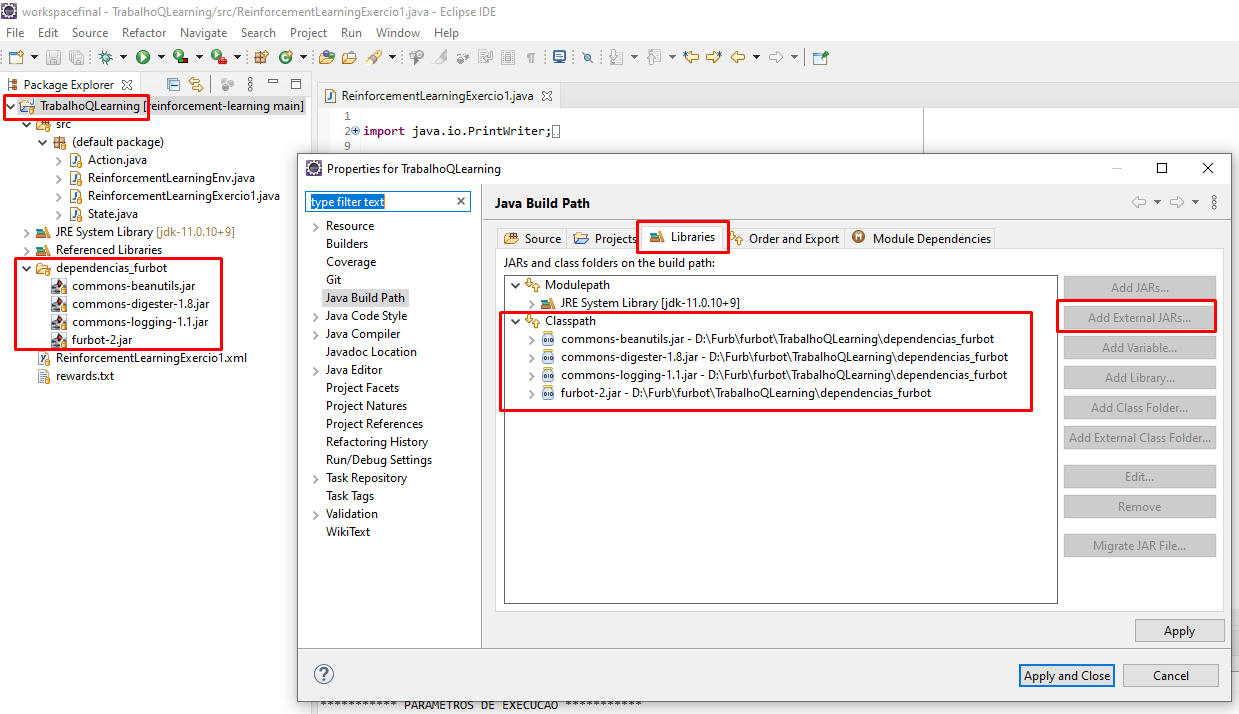 workspacefinal - TrabalhoQLearning/src/ReinforcementLearningExercio1.java - Eclipse IDE
File Edit Source Refactor Navigate Search Project Run Window Help
Package Explorer
TrabalhoQLearning [reinforcement-learning main]
src
(default package)
Action.java
ReinforcementLearningEnv.java
ReinforcementLearningExercio1.java
State.java
JRE System Library [jdk-11.0.10+9]
Referenced Libraries
dependencias_furbot
commons-beanutils.jar
commons-digester-1.8.jar
commons-logging-1.1.jar
furbot-2.jar
ReinforcementLearningExercio1.xml
rewards.txt
ReinforcementLearningExercio1.java
1
2 import java.io.PrintWriter;
9
Properties for TrabalhoQLearning
type filter text
Resource
Builders
Coverage
Git
Java Build Path
Java Code Style
Java Compiler
Javadoc Location
Java Editor
Project Facets
Project Natures
Project References
Refactoring History
Run/Debug Settings
Task Repository
Task Tags
Validation
WikiText
Java Build Path
Source Projects Libraries Order and Export Module Dependencies
JARs and class folders on the build path:
Modulepath
JRE System Library [jdk-11.0.10+9]
Classpath
commons-beanutils.jar - D:\Furb\furbot\TrabalhoQLearning\dependencias_furbot
commons-digester-1.8.jar - D:\Furb\furbot\TrabalhoQLearning\dependencias_furbot
commons-logging-1.1.jar - D:\Furb\furbot\TrabalhoQLearning\dependencias_furbot
furbot-2.jar - D:\Furb\furbot\TrabalhoQLearning\dependencias_furbot
Add JARs...
Add External JARs...
Add Variable...
Add Library...
Add Class Folder...
Add External Class Folder...
Edit...
Remove
Migrate JAR File...
Apply
Apply and Close Cancel
*********** PARAMETROS DE EXECUCAO ***********